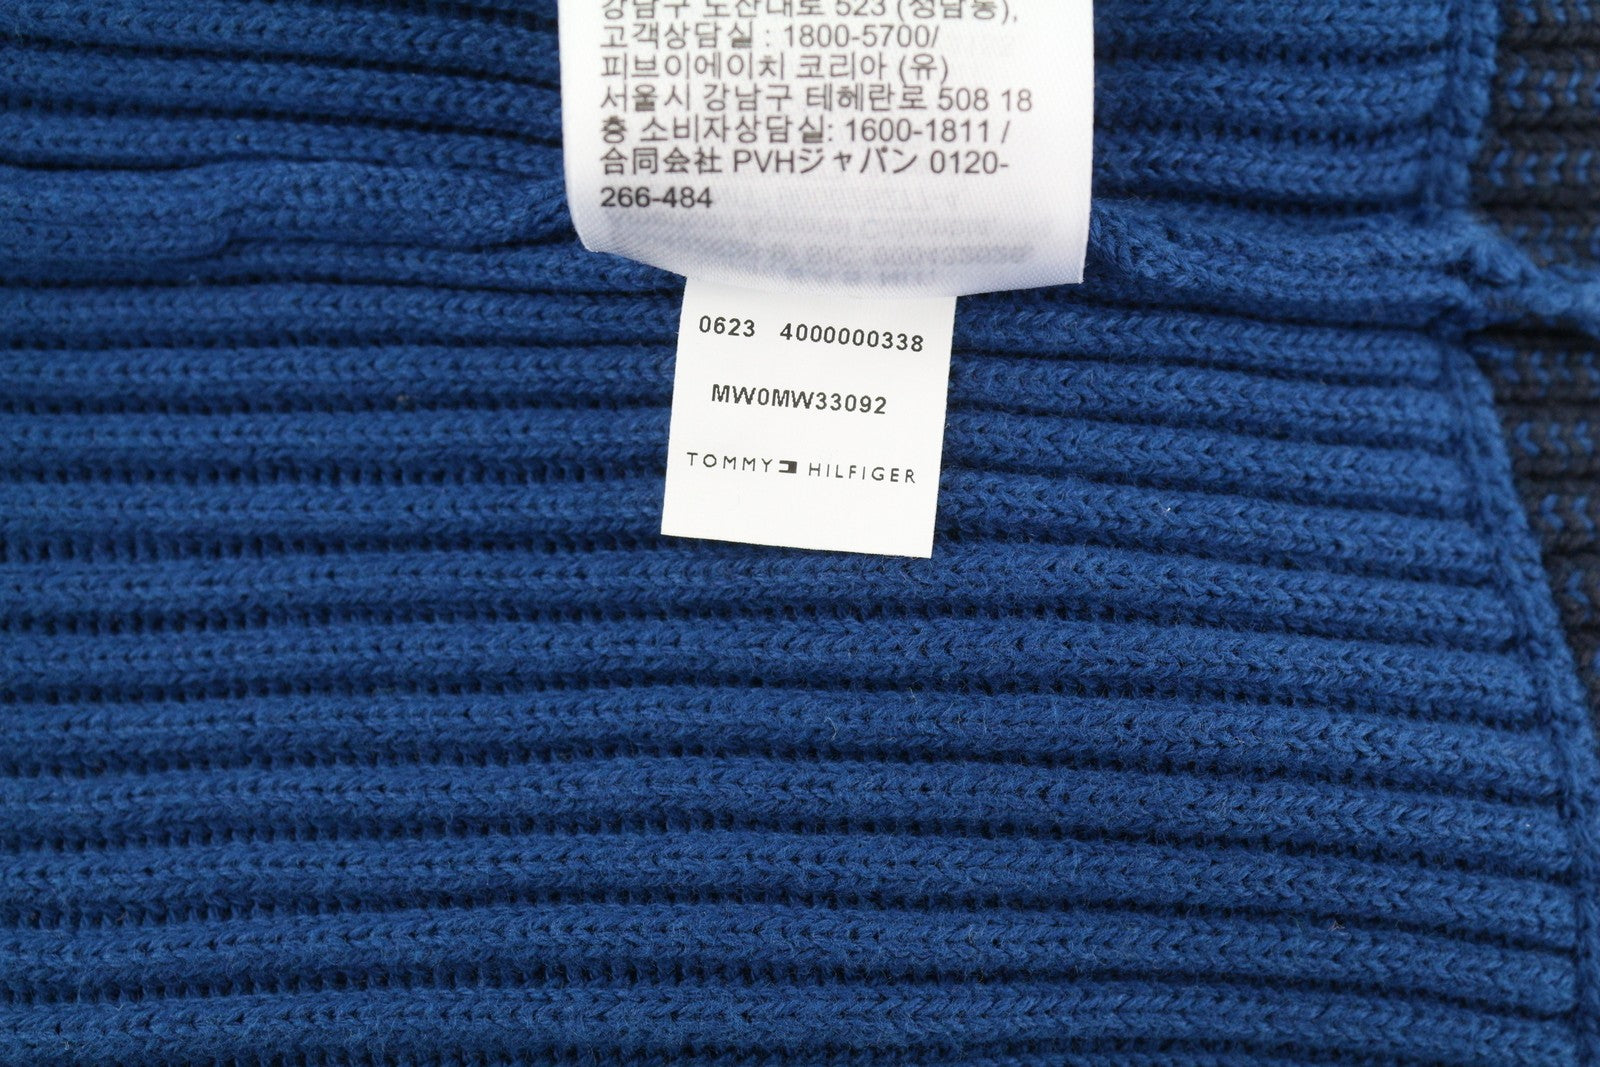 강남구 도산대로 523 (청담동),
고객상담실 : 1800-5700/
피브이에이치 코리아 (유)
서울시 강남구 테헤란로 508 18
층 소비자상담실: 1600-1811 /
合同会社 PVHジャパン 0120-
266-484
0623 4000000338
MW0MW33092
TOMMY HILFIGER